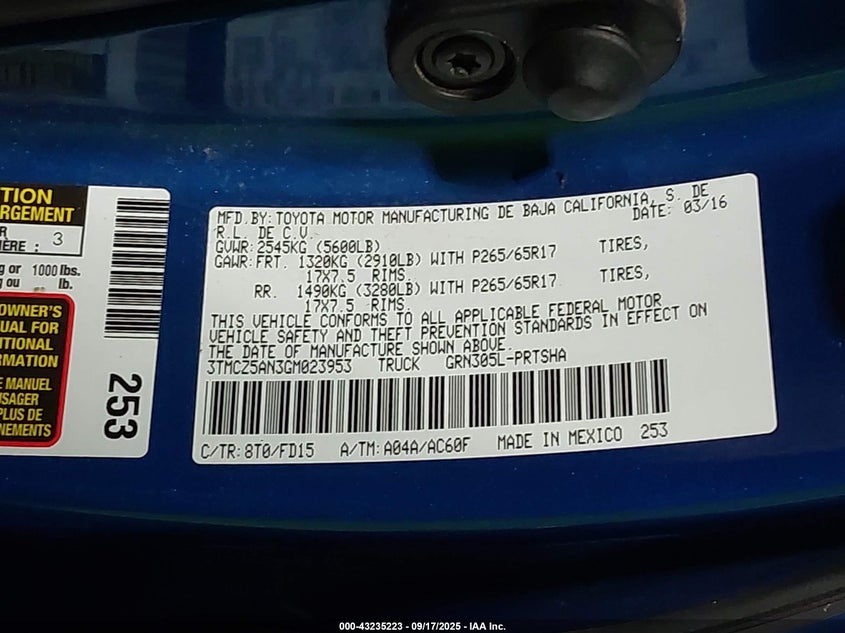 TION
RGEMENT
R
IÈRE : 3
g or 1000 lbs.
g ou lb.
OWNER'S
UAL FOR
ITIONAL
RMATION
E MANUEL
USAGER
PLUS DE
NEMENTS
253
MFD. BY: TOYOTA MOTOR MANUFACTURING DE BAJA CALIFORNIA, S. DE
R.L. DE C.V. DATE: 03/16
GVWR: 2545KG (5600LB)
GAWR: FRT. 1320KG (2910LB) WITH P265/65R17 TIRES,
17X7.5 RIMS.
RR. 1490KG (3280LB) WITH P265/65R17 TIRES,
17X7.5 RIMS.
THIS VEHICLE CONFORMS TO ALL APPLICABLE FEDERAL MOTOR
VEHICLE SAFETY AND THEFT PREVENTION STANDARDS IN EFFECT ON
THE DATE OF MANUFACTURE SHOWN ABOVE.
3TMCZ5AN3GM023953 TRUCK GRN305L-PRTSHA
C/TR: 8T0/FD15 A/TM: A04A/AC60F MADE IN MEXICO 253
000-43235223 - 09/17/2025 - IAA Inc.